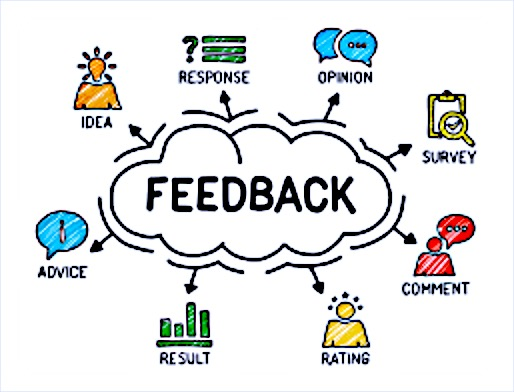 RESPONSE
OPINION
IDEA
SURVEY
FEEDBACK
ADVICE
COMMENT
RESULT
RATING